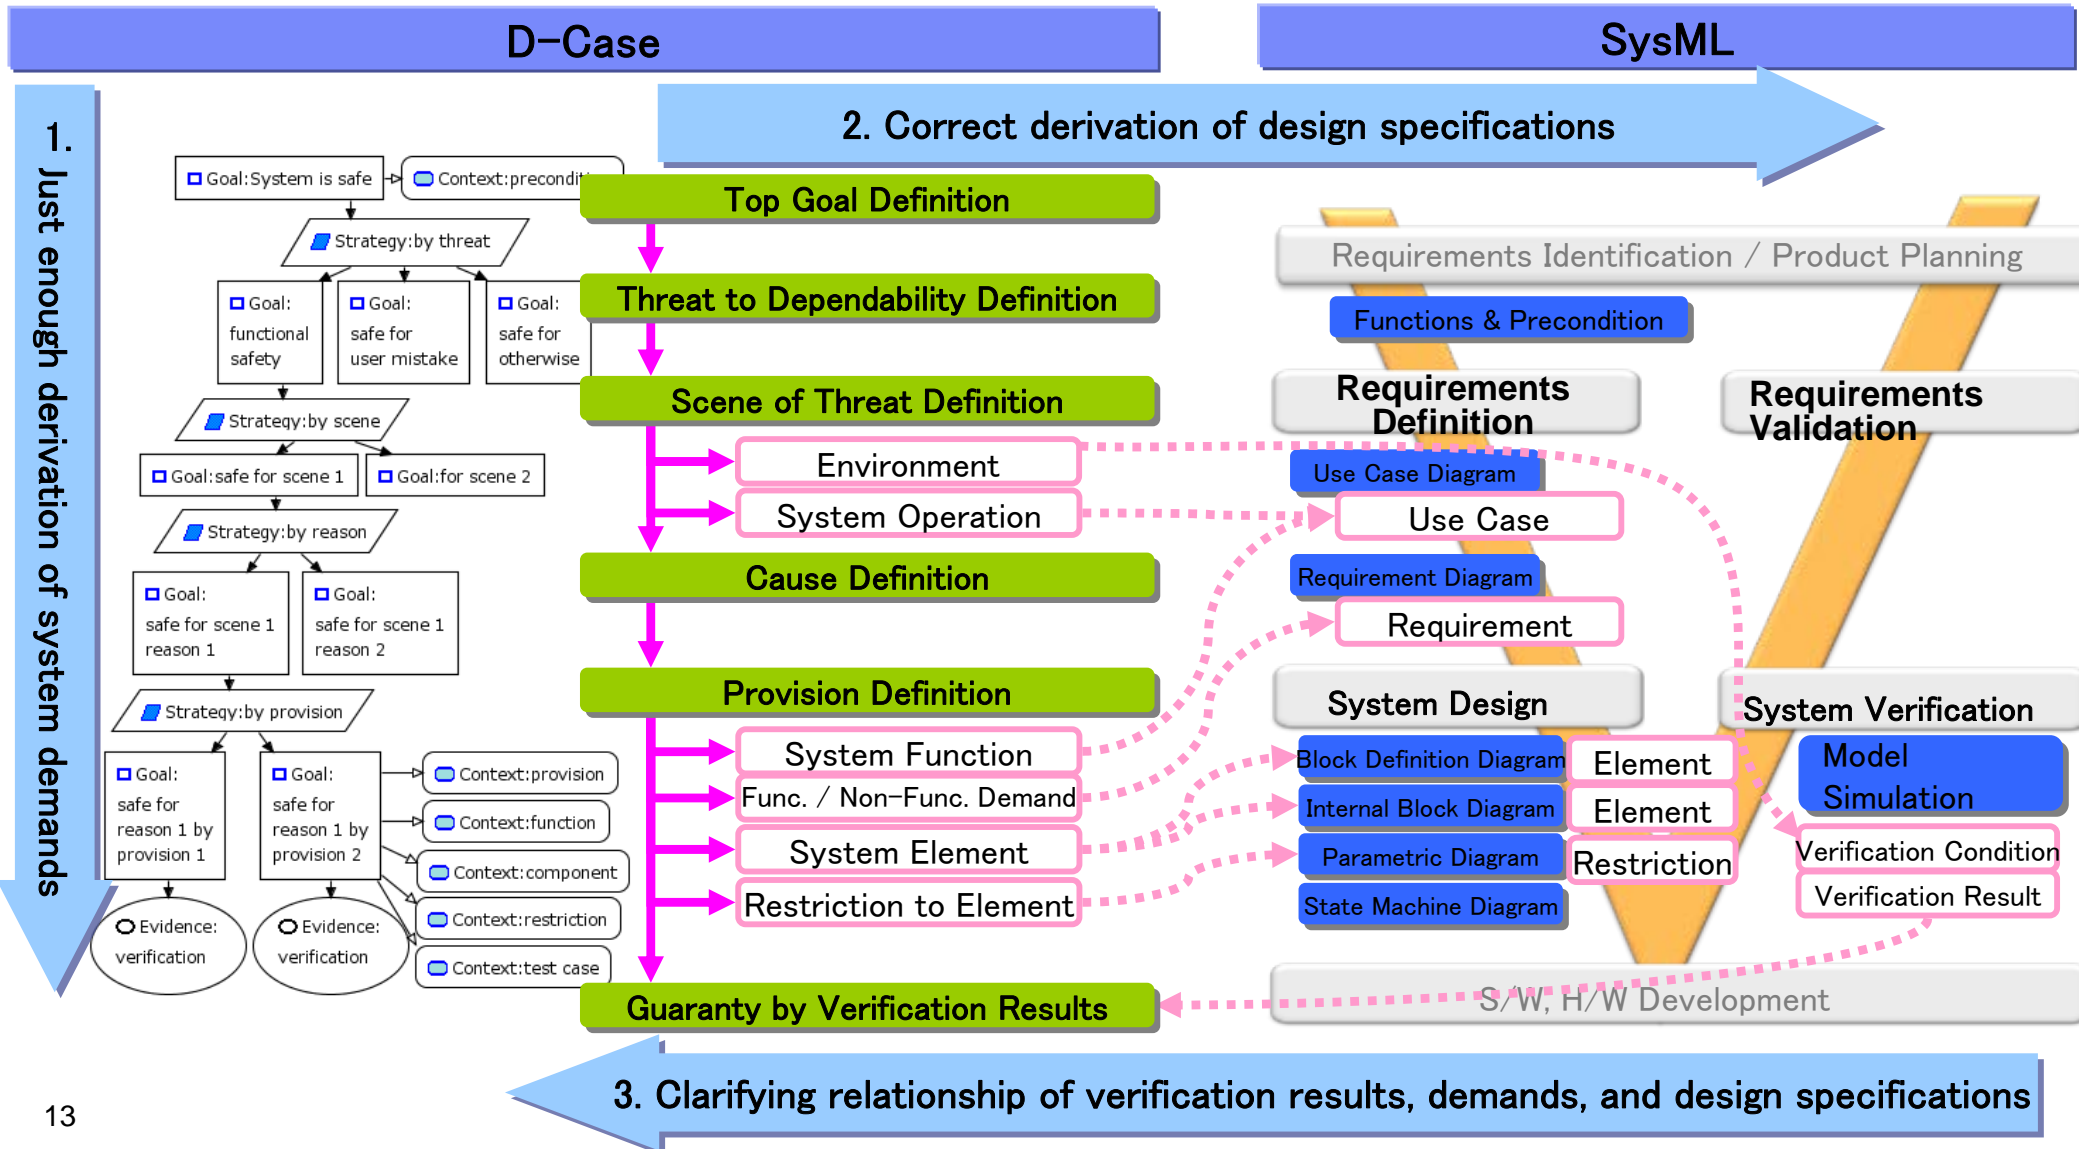 D-Case
SysML
1. Just enough derivation of system demands
2. Correct derivation of design specifications
Goal:System is safe
Context:precondit
Strategy:by threat
Goal:
functional
safety
Goal:
safe for
user mistake
Goal:
safe for
otherwise
Strategy:by scene
Goal:safe for scene 1
Goal:for scene 2
Strategy:by reason
Goal:
safe for scene 1
reason 1
Goal:
safe for scene 1
reason 2
Strategy:by provision
Goal:
safe for
reason 1 by
provision 1
Goal:
safe for
reason 1 by
provision 2
Context:provision
Context:function
Context:component
Context:restriction
Context:test case
Evidence:
verification
Evidence:
verification
Top Goal Definition
Threat to Dependability Definition
Scene of Threat Definition
Environment
System Operation
Cause Definition
Provision Definition
System Function
Func. / Non-Func. Demand
System Element
Restriction to Element
Guaranty by Verification Results
Requirements Identification / Product Planning
Functions & Precondition
Requirements
Definition
Requirements
Validation
Use Case Diagram
Use Case
Requirement Diagram
Requirement
System Design
System Verification
Block Definition Diagram
Element
Internal Block Diagram
Element
Parametric Diagram
Restriction
State Machine Diagram
Model
Simulation
Verification Condition
Verification Result
S/W, H/W Development
3. Clarifying relationship of verification results, demands, and design specifications
13